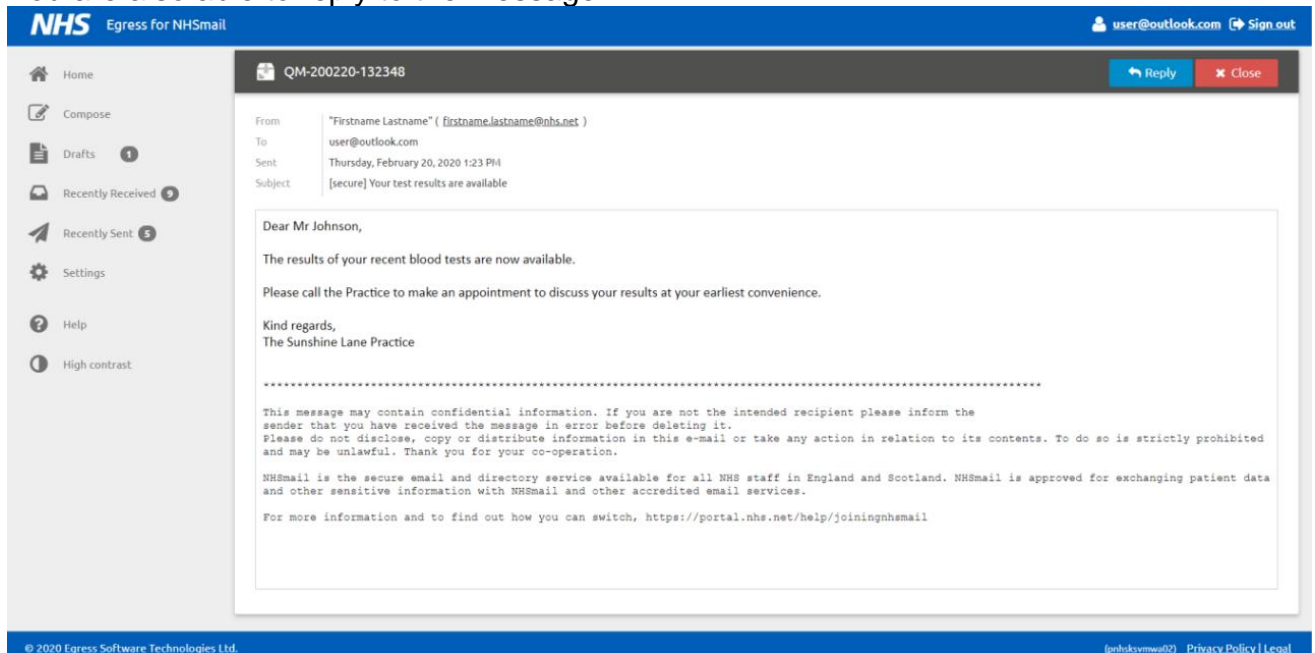 You are also able to reply to the message
NHS Egress for NHSmail
user@outlook.com Sign out
Home
Compose
Drafts 1
Recently Received 9
Recently Sent 5
Settings
Help
High contrast
QM-200220-132348
Reply
Close
From "Firstname Lastname" ( firstname.lastname@nhs.net )
To user@outlook.com
Sent Thursday, February 20, 2020 1:23 PM
Subject [secure] Your test results are available
Dear Mr Johnson,
The results of your recent blood tests are now available.
Please call the Practice to make an appointment to discuss your results at your earliest convenience.
Kind regards,
The Sunshine Lane Practice
********************************************************************************************************************
This message may contain confidential information. If you are not the intended recipient please inform the
sender that you have received the message in error before deleting it.
Please do not disclose, copy or distribute information in this e-mail or take any action in relation to its contents. To do so is strictly prohibited
and may be unlawful. Thank you for your co-operation.
NHSmail is the secure email and directory service available for all NHS staff in England and Scotland. NHSmail is approved for exchanging patient data
and other sensitive information with NHSmail and other accredited email services.
For more information and to find out how you can switch, https://portal.nhs.net/help/joiningnhsmail
© 2020 Egress Software Technologies Ltd.
(pnhsksvmwa02) Privacy Policy | Legal